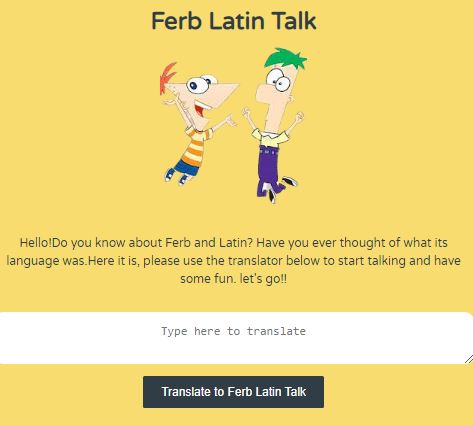 Ferb Latin Talk
Hello!Do you know about Ferb and Latin? Have you ever thought of what its
language was.Here it is, please use the translator below to start talking and have
some fun. let's go!!
Type here to translate
Translate to Ferb Latin Talk